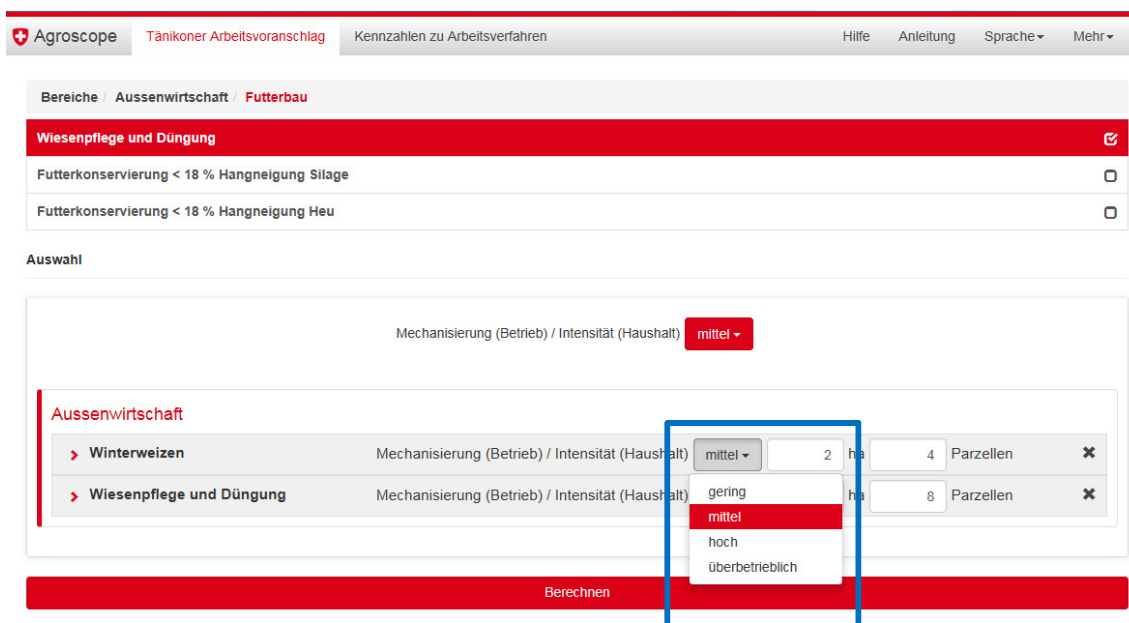 Agroscope Tänikoner Arbeitsvoranschlag Kennzahlen zu Arbeitsverfahren Hilfe Anleitung Sprache Mehr
Bereiche / Aussenwirtschaft / Futterbau
Wiesenpflege und Düngung
Futterkonservierung < 18 % Hangneigung Silage
Futterkonservierung < 18 % Hangneigung Heu
Auswahl
Mechanisierung (Betrieb) / Intensität (Haushalt) mittel
Aussenwirtschaft
Winterweizen Mechanisierung (Betrieb) / Intensität (Haushalt) mittel 2 ha 4 Parzellen
Wiesenpflege und Düngung Mechanisierung (Betrieb) / Intensität (Haushalt) ha 8 Parzellen
gering
mittel
hoch
überbetrieblich
Berechnen